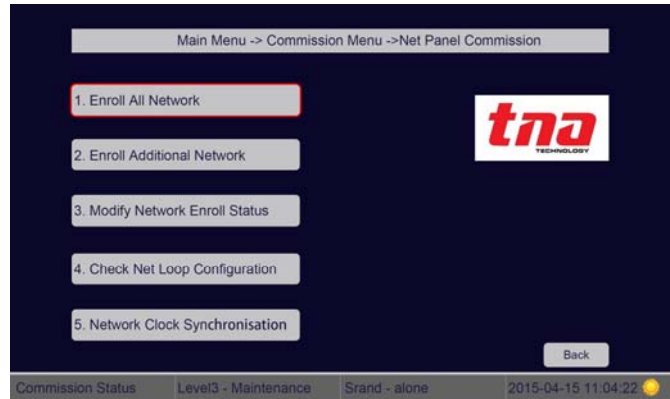 Main Menu -> Commission Menu ->Net Panel Commission
1. Enroll All Network
tna
TECHNOLOGY
2. Enroll Additional Network
3. Modify Network Enroll Status
4. Check Net Loop Configuration
5. Network Clock Synchronisation
Back
Commission Status Level3 - Maintenance Srand - alone 2015-04-15 11:04:22